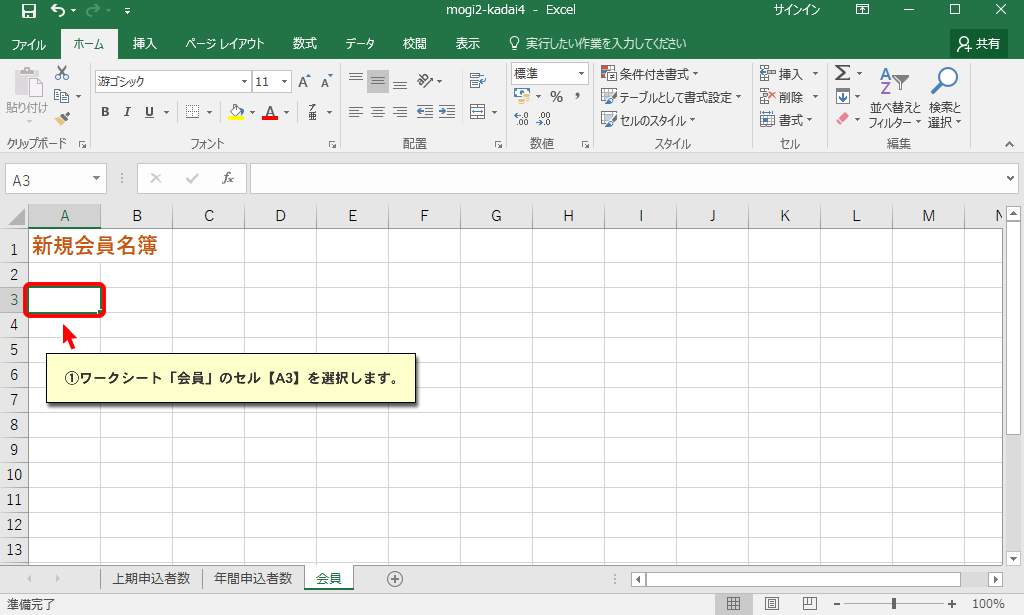 mogi2-kadai4 - Excel
サインイン
ファイル ホーム 挿入 ページ レイアウト 数式 データ 校閲 表示 実行したい作業を入力してください 共有
貼り付け
クリップボード
游ゴシック 11
B I U
フォント
配置
標準
%
数値
条件付き書式
テーブルとして書式設定
セルのスタイル
スタイル
挿入
削除
書式
セル
並べ替えと
フィルター
検索と
選択
編集
A3
fx
A B C D E F G H I J K L M N
1 新規会員名簿
2
3
4
5
①ワークシート「会員」のセル【A3】を選択します。
6
7
8
9
10
11
12
13
上期申込者数 年間申込者数 会員
準備完了
100%